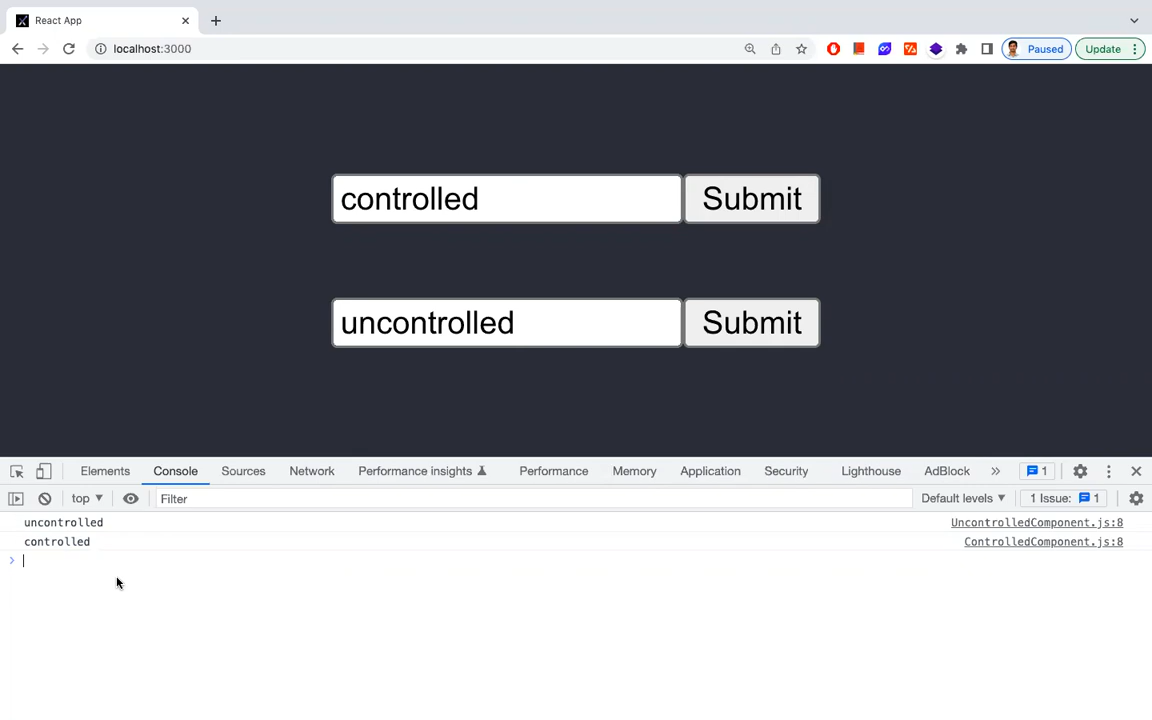 React App
localhost:3000
Paused
Update
controlled Submit
uncontrolled Submit
Elements Console Sources Network Performance insights Performance Memory Application Security Lighthouse AdBlock » 1
top Filter Default levels 1 Issue: 1
uncontrolled UncontrolledComponent.js:8
controlled ControlledComponent.js:8
>